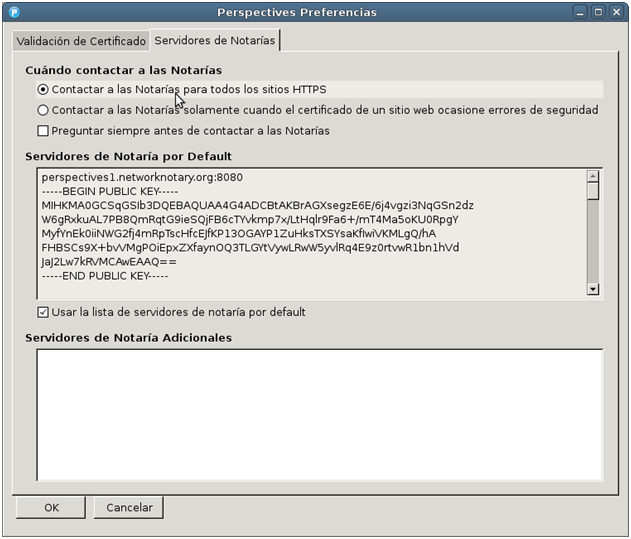 Perspectives Preferencias
Validación de Certificado
Servidores de Notarías
Cuándo contactar a las Notarías
Contactar a las Notarías para todos los sitios HTTPS
Contactar a las Notarías solamente cuando el certificado de un sitio web ocasione errores de seguridad
Preguntar siempre antes de contactar a las Notarías
Servidores de Notaría por Default
perspectives1.networknotary.org:8080
-----BEGIN PUBLIC KEY-----
MIHKMA0GCSqGSIb3DQEBAQUAA4G4ADCBtAKBrAGXsegzE6E/6j4vgzi3NqGSn2dz
W6gRxkuAL7PB8QmRqtG9ieSQjFB6cTYvkmp7x/LtHqlr9Fa6+/mT4Ma5oKU0RpgY
MyfYnEk0iiNWG2fj4mRpTscHfcEJfKP13OGAYP1ZuHksTXSYsaKfIwiVKMLgQ/hA
FHBSCs9X+bvVMgPOiEpxZXfaynOQ3TLGYtVywLRwW5yvlRq4E9z0rtvwR1bn1hVd
JaJ2Lw7kRVMCAwEAAQ==
-----END PUBLIC KEY-----
Usar la lista de servidores de notaría por default
Servidores de Notaría Adicionales
OK
Cancelar